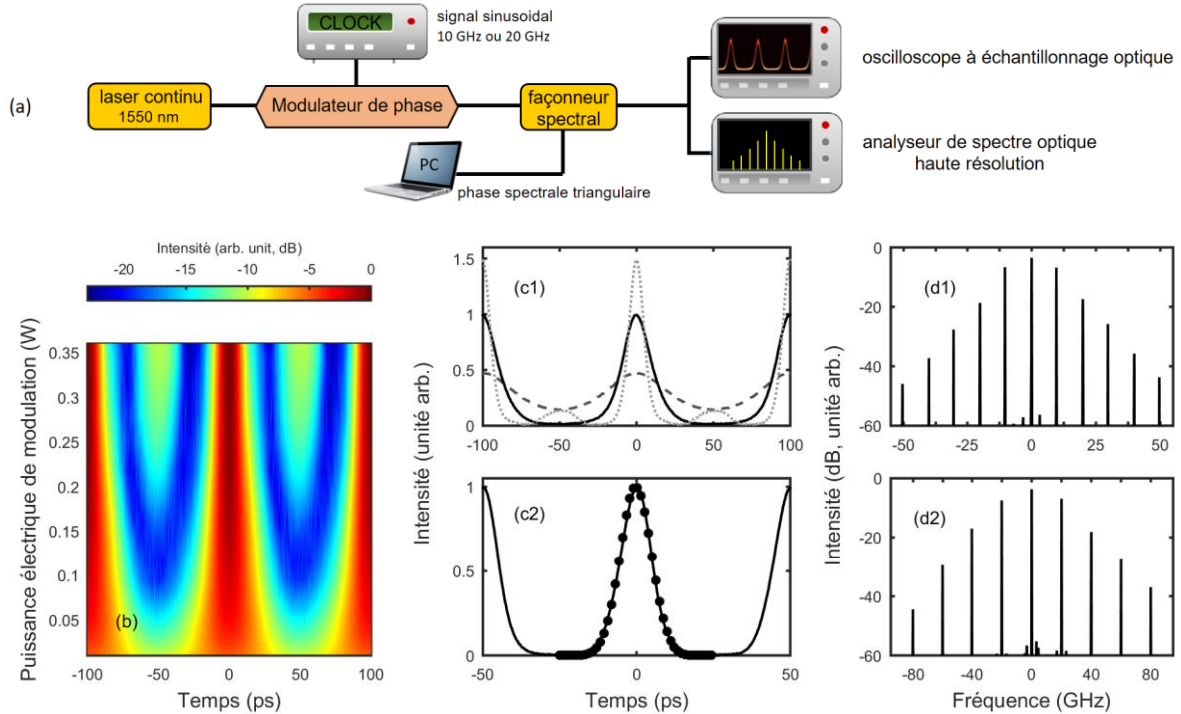 (a)
CLOCK
signal sinusoidal
10 GHz ou 20 GHz
laser continu
1550 nm
Modulateur de phase
façonneur
spectral
PC
phase spectrale triangulaire
oscilloscope à échantillonnage optique
analyseur de spectre optique
haute résolution
Intensité (arb. unit, dB)
-20 -15 -10 -5 0
Puissance électrique de modulation (W)
0.35
0.3
0.25
0.2
0.15
0.1
0.05
(b)
-100 -50 0 50 100
Temps (ps)
Intensité (unité arb.)
1.5
1
0.5
0
(c1)
-100 -50 0 50 100
1
0.5
0
(c2)
-50 0 50
Temps (ps)
Intensité (dB, unité arb.)
0
-20
-40
-60
(d1)
-50 -25 0 25 50
0
-20
-40
-60
(d2)
-80 -40 0 40 80
Fréquence (GHz)